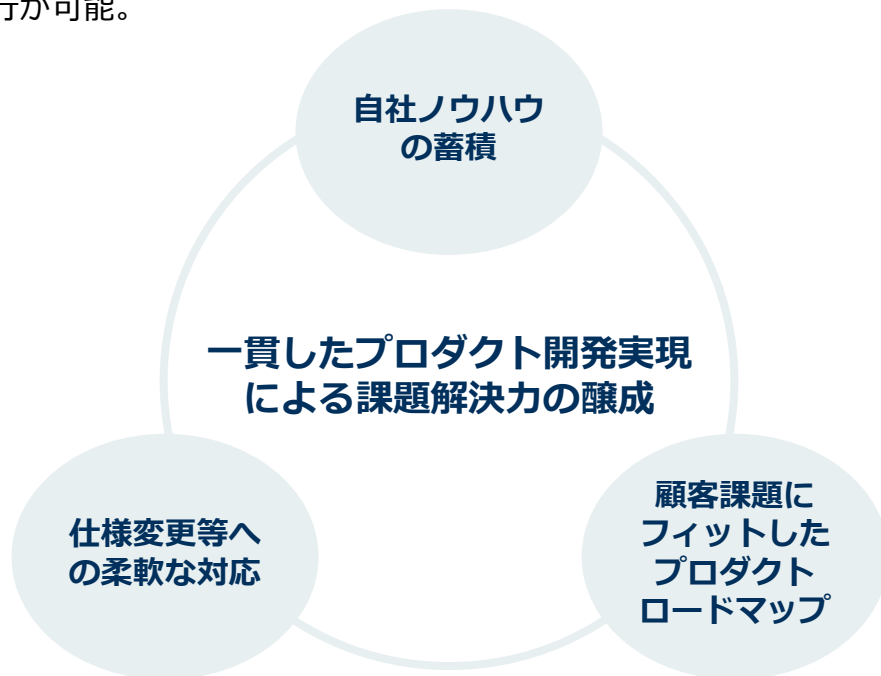 行が可能。
自社ノウハウ
の蓄積
一貫したプロダクト開発実現
による課題解決力の醸成
仕様変更等へ
の柔軟な対応
顧客課題に
フィットした
プロダクト
ロードマップ